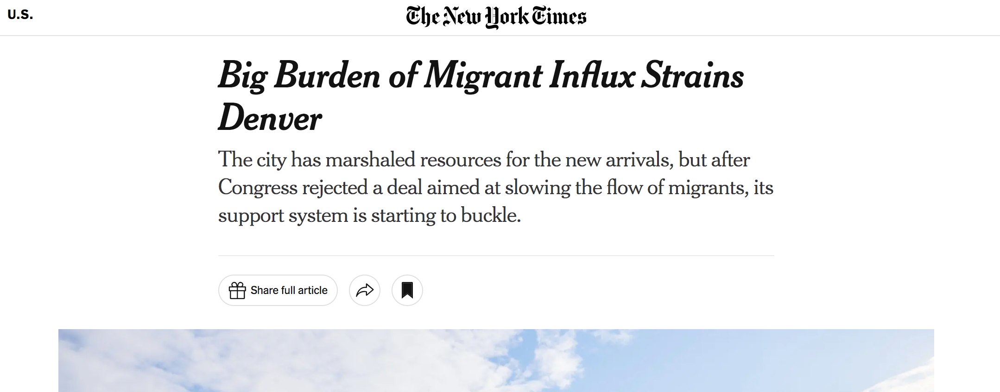 U.S.
The New York Times
Big Burden of Migrant Influx Strains
Denver
The city has marshaled resources for the new arrivals, but after
Congress rejected a deal aimed at slowing the flow of migrants, its
support system is starting to buckle.
Share full article